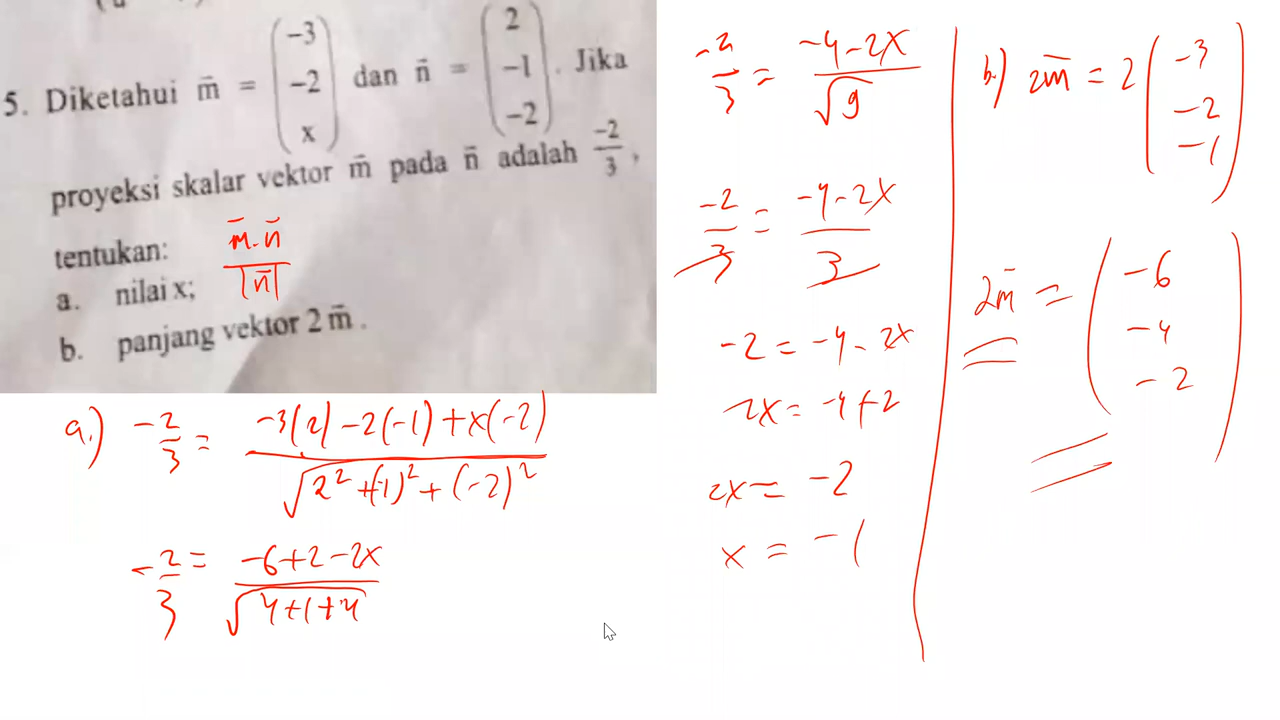 5. Diketahui m̄ = (-3 -2 x) dan n̄ = (2 -1 -2). Jika
proyeksi skalar vektor m̄ pada n̄ adalah -2/3,
tentukan:
m̄·n̄/|n̄|
a. nilai x;
b. panjang vektor 2 m̄.
a.) -2/3 = -3(2)-2(-1)+x(-2) / √2²+(-1)²+(-2)²
-2/3 = -6+2-2x / √4+1+4
-2/3 = -4-2x / √9
-2/3 = -4-2x / 3
-2 = -4-2x
2x = -4+2
2x = -2
x = -1
b.) 2m̄ = 2 (-3 -2 -1)
2m̄ = (-6 -4 -2)